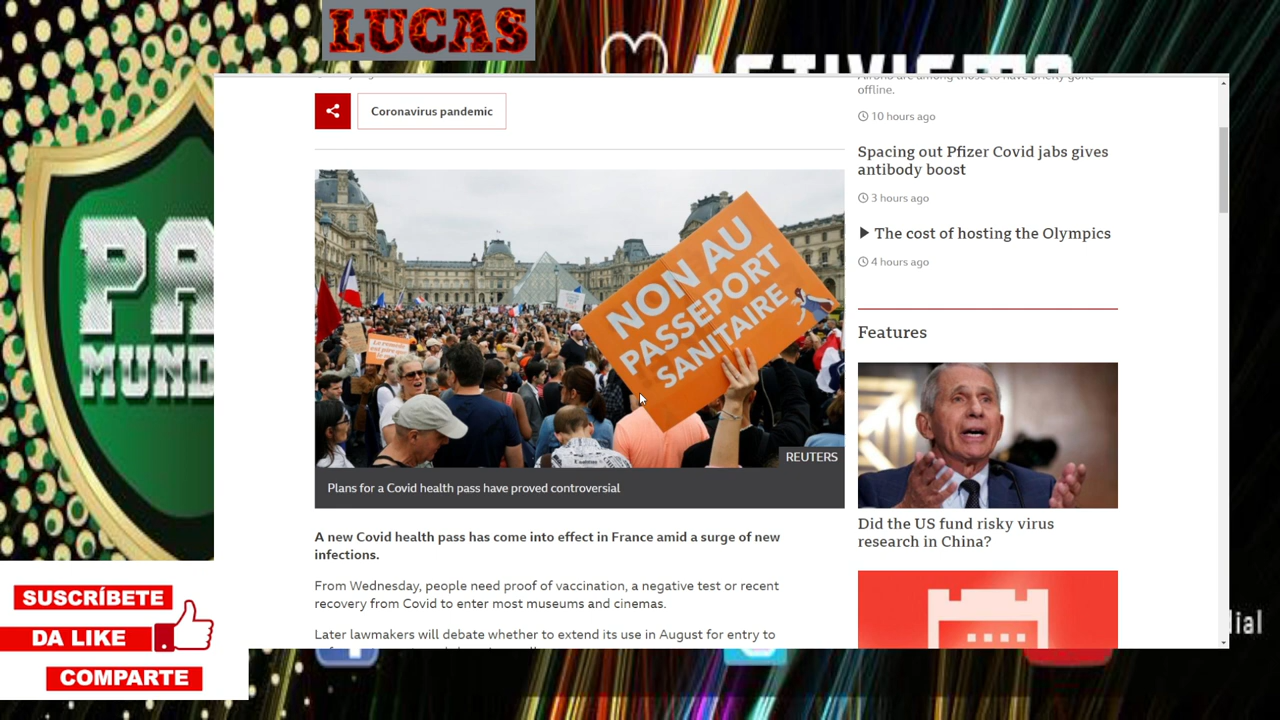 LUCAS
ACTIVISMO
offline.
Coronavirus pandemic
10 hours ago
Spacing out Pfizer Covid jabs gives
antibody boost
3 hours ago
The cost of hosting the Olympics
4 hours ago
NON AU
PASSEPORT
SANITAIRE
REUTERS
Plans for a Covid health pass have proved controversial
Features
Did the US fund risky virus
research in China?
A new Covid health pass has come into effect in France amid a surge of new
infections.
From Wednesday, people need proof of vaccination, a negative test or recent
recovery from Covid to enter most museums and cinemas.
Later lawmakers will debate whether to extend its use in August for entry to
PA
MUND
SUSCRÍBETE
DA LIKE
COMPARTE